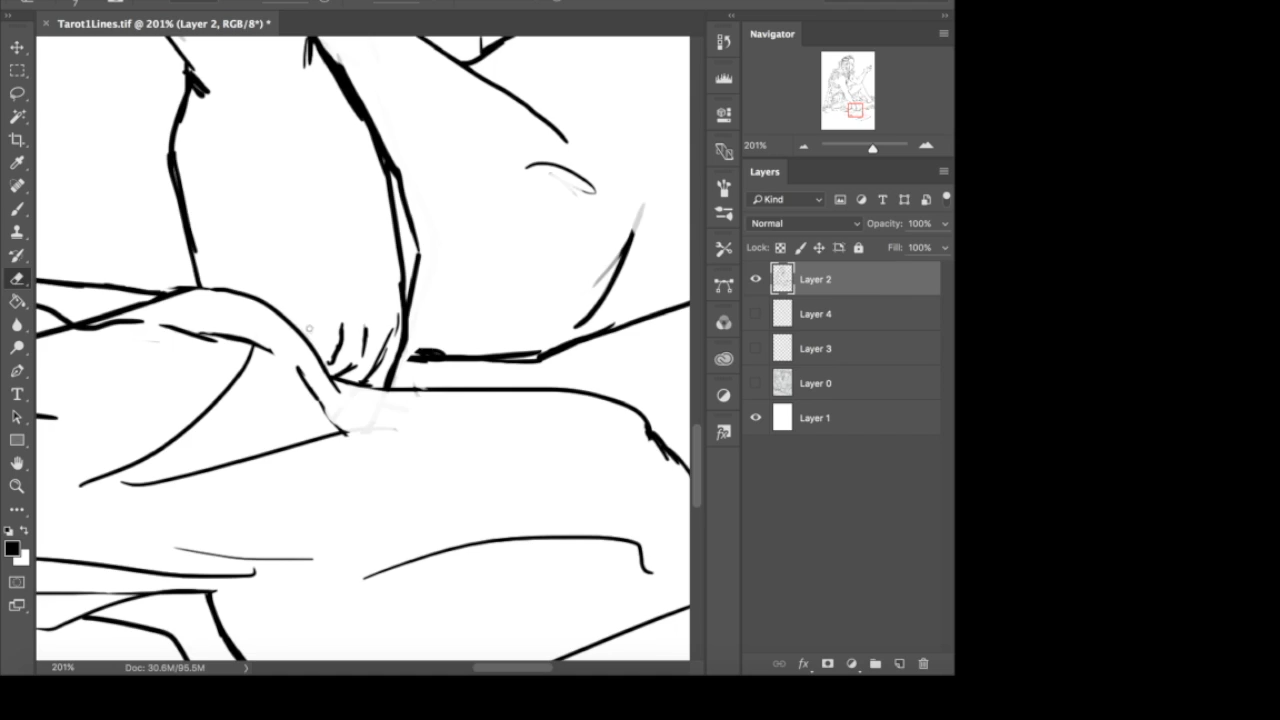 Tarot1Lines.tif @ 201% (Layer 2, RGB/8*) *
Navigator
201%
Layers
Kind
Normal Opacity: 100%
Lock: Fill: 100%
Layer 2
Layer 4
Layer 3
Layer 0
Layer 1
fx
201% Doc: 30.6M/95.5M